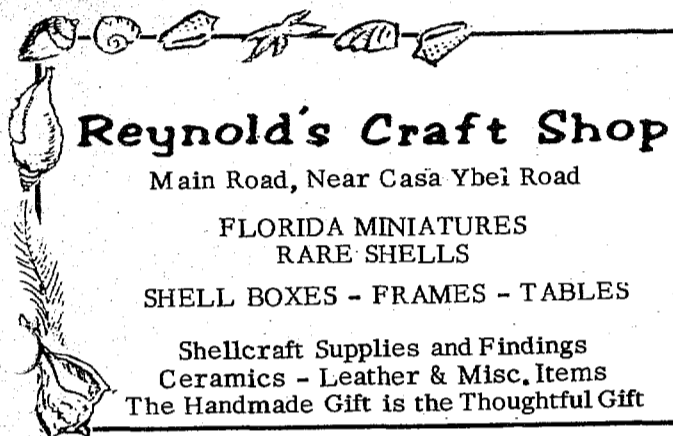 Reynold's Craft Shop
Main Road, Near Casa Ybel Road
FLORIDA MINIATURES
RARE SHELLS
SHELL BOXES - FRAMES - TABLES
Shellcraft Supplies and Findings
Ceramics - Leather & Misc. Items
The Handmade Gift is the Thoughtful Gift